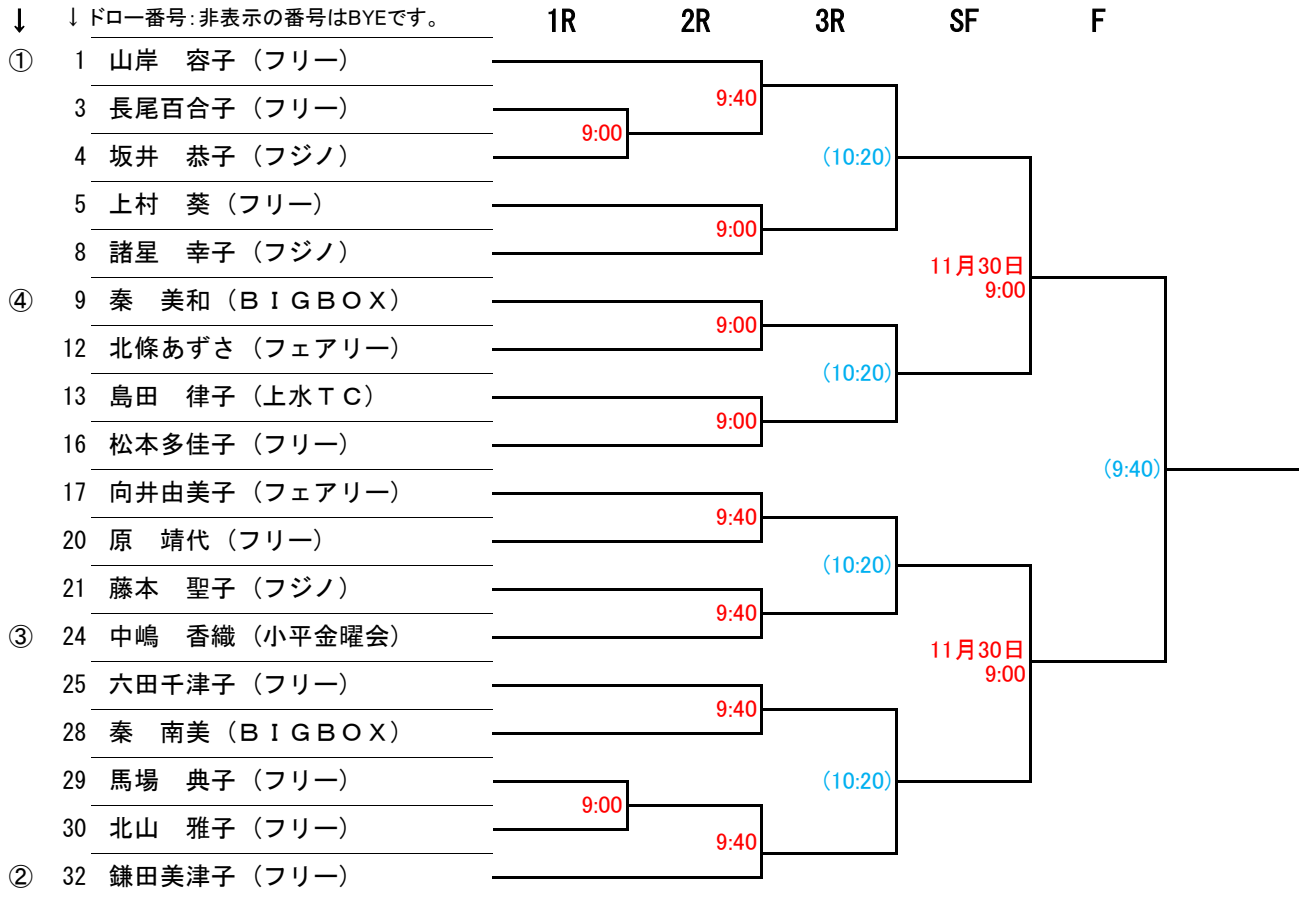 ↓ ↓ドロー番号：非表示の番号はBYEです。 1R 2R 3R SF F
① 1 山岸　容子（フリー）
9:40
3 長尾百合子（フリー）
9:00
4 坂井　恭子（フジノ）
（10:20）
5 上村　葵（フリー）
9:00
8 諸星　幸子（フジノ）
11月30日
9:00
④ 9 秦　美和（ＢＩＧＢＯＸ）
9:00
12 北條あずさ（フェアリー）
（10:20）
13 島田　律子（上水ＴＣ）
9:00
16 松本多佳子（フリー）
（9:40）
17 向井由美子（フェアリー）
9:40
20 原　靖代（フリー）
（10:20）
21 藤本　聖子（フジノ）
9:40
③ 24 中嶋　香織（小平金曜会）
11月30日
9:00
25 六田千津子（フリー）
9:40
28 秦　南美（ＢＩＧＢＯＸ）
29 馬場　典子（フリー）
（10:20）
9:00
30 北山　雅子（フリー）
9:40
② 32 鎌田美津子（フリー）